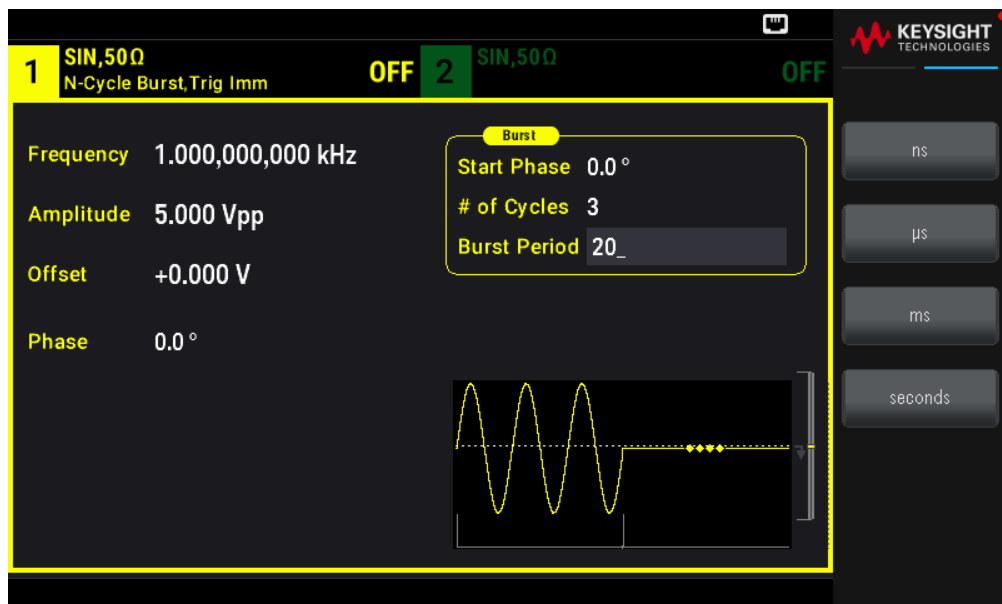 KEYSIGHT
TECHNOLOGIES
1 SIN,50Ω OFF
N-Cycle Burst,Trig Imm
2 SIN,50Ω OFF
Frequency 1.000,000,000 kHz
Amplitude 5.000 Vpp
Offset +0.000 V
Phase 0.0 °
Burst
Start Phase 0.0 °
# of Cycles 3
Burst Period 20_
ns
µs
ms
seconds